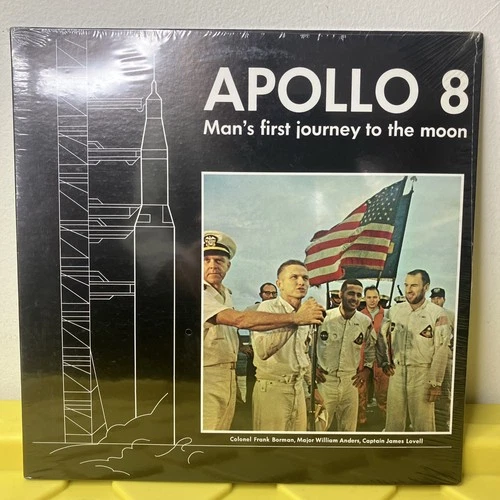 APOLLO 8
Man's first journey to the moon
Colonel Frank Borman, Major William Anders, Captain James Lovell